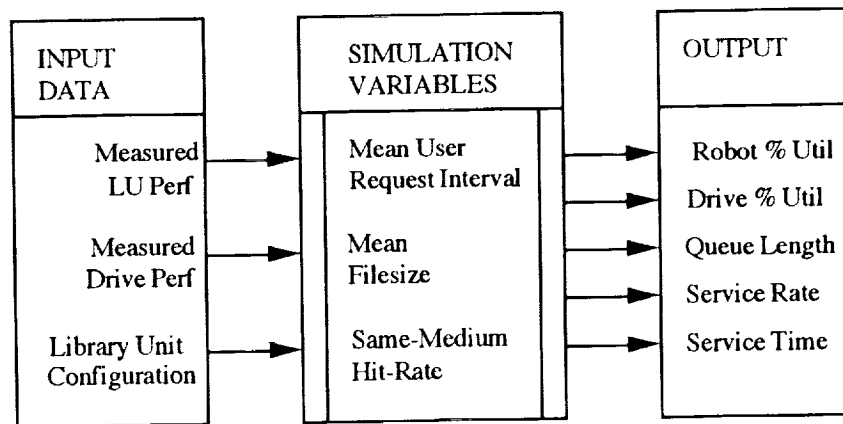 INPUT
DATA
Measured
LU Perf
Measured
Drive Perf
Library Unit
Configuration
SIMULATION
VARIABLES
Mean User
Request Interval
Mean
Filesize
Same-Medium
Hit-Rate
OUTPUT
Robot % Util
Drive % Util
Queue Length
Service Rate
Service Time